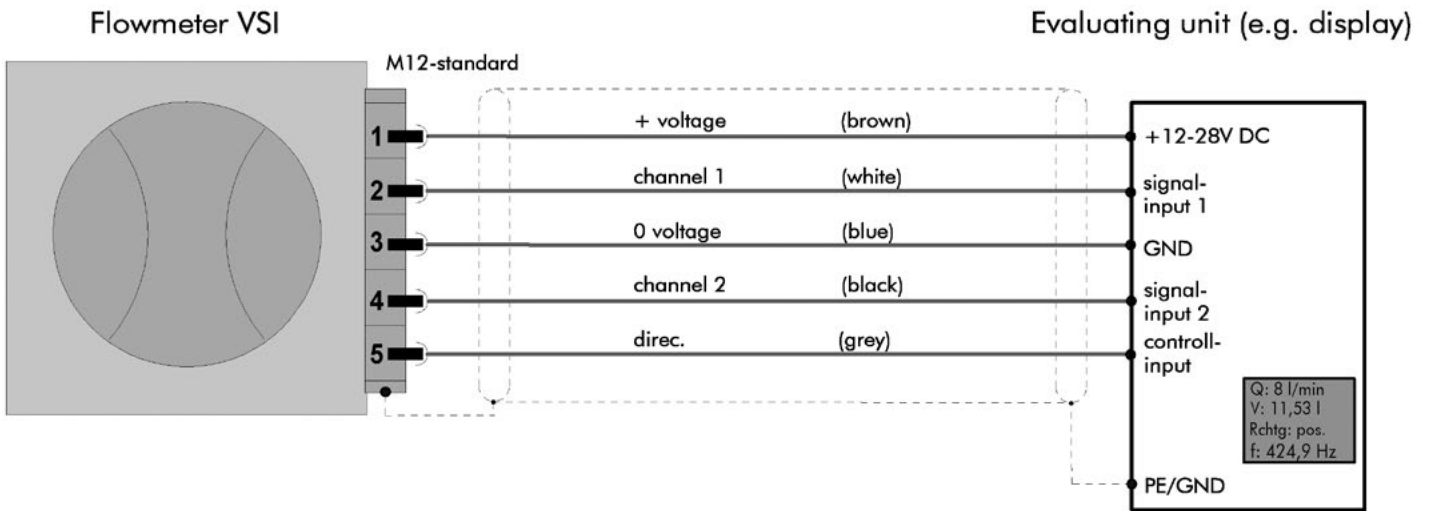 Flowmeter VSI
Evaluating unit (e.g. display)
M12-standard
1
+ voltage (brown)
+12-28V DC
2
channel 1 (white)
signal-
input 1
3
0 voltage (blue)
GND
4
channel 2 (black)
signal-
input 2
5
direc. (grey)
controll-
input
Q: 8 l/min
V: 11,53 l
Rchtg: pos.
f: 424,9 Hz
PE/GND